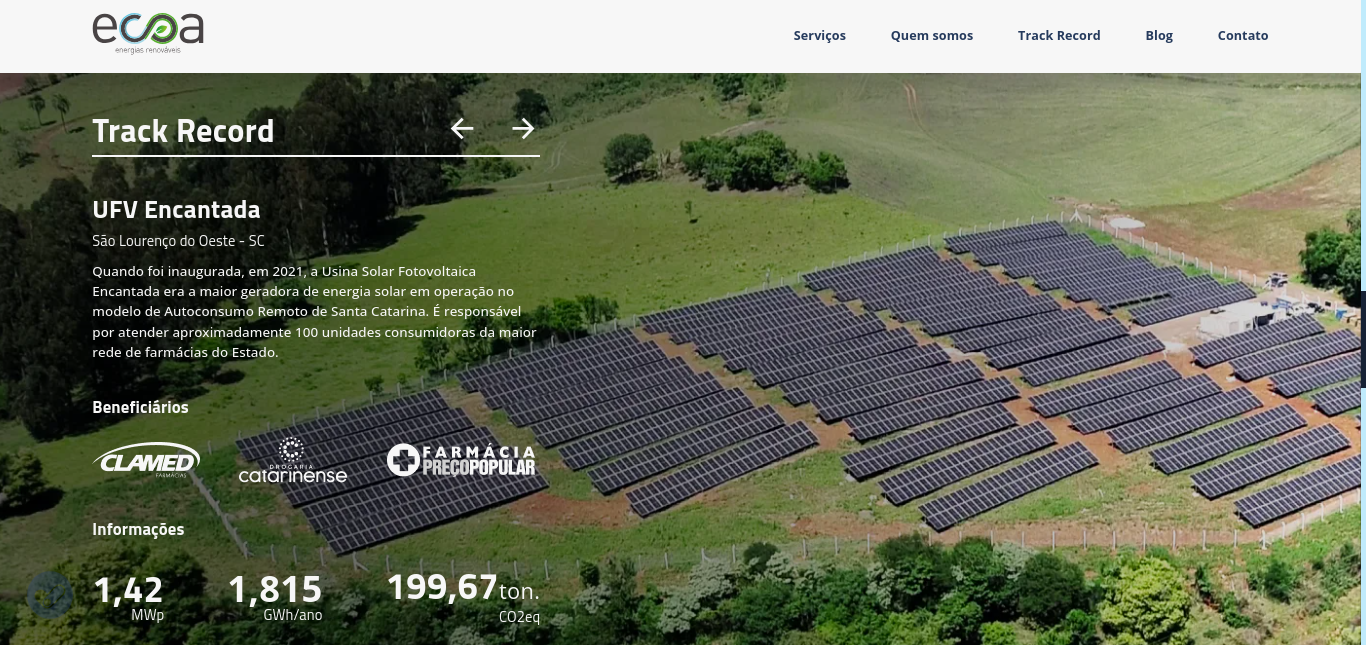 ecoa
energias renováveis
Serviços
Quem somos
Track Record
Blog
Contato
Track Record
UFV Encantada
São Lourenço do Oeste - SC
Quando foi inaugurada, em 2021, a Usina Solar Fotovoltaica
Encantada era a maior geradora de energia solar em operação no
modelo de Autoconsumo Remoto de Santa Catarina. É responsável
por atender aproximadamente 100 unidades consumidoras da maior
rede de farmácias do Estado.
Beneficiários
CLAMED
FARMÁCIAS
DROGARIA
catarinense
FARMÁCIA
PREÇOPOPULAR
Informações
1,42
MWp
1,815
GWh/ano
199,67 ton.
CO2eq